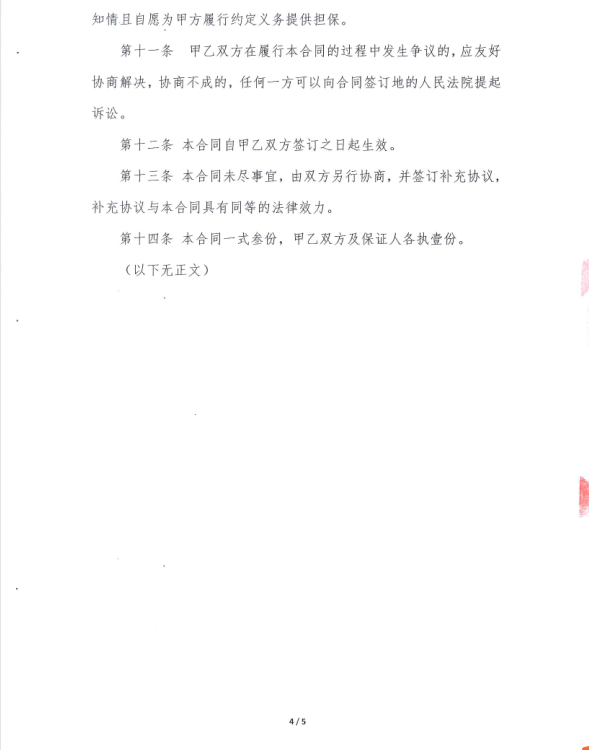 知情且自愿为甲方履行约定义务提供担保。
第十一条 甲乙双方在履行本合同的过程中发生争议的，应友好
协商解决，协商不成的，任何一方可以向合同签订地的人民法院提起
诉讼。
第十二条 本合同自甲乙双方签订之日起生效。
第十三条 本合同未尽事宜，由双方另行协商，并签订补充协议，
补充协议与本合同具有同等的法律效力。
第十四条 本合同一式叁份，甲乙双方及保证人各执壹份。
（以下无正文）
4 / 5